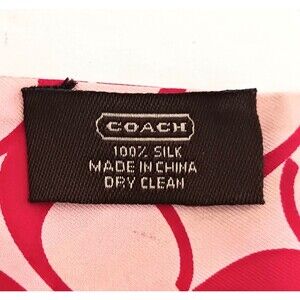 COACH
100% SILK
MADE IN CHINA
DRY CLEAN